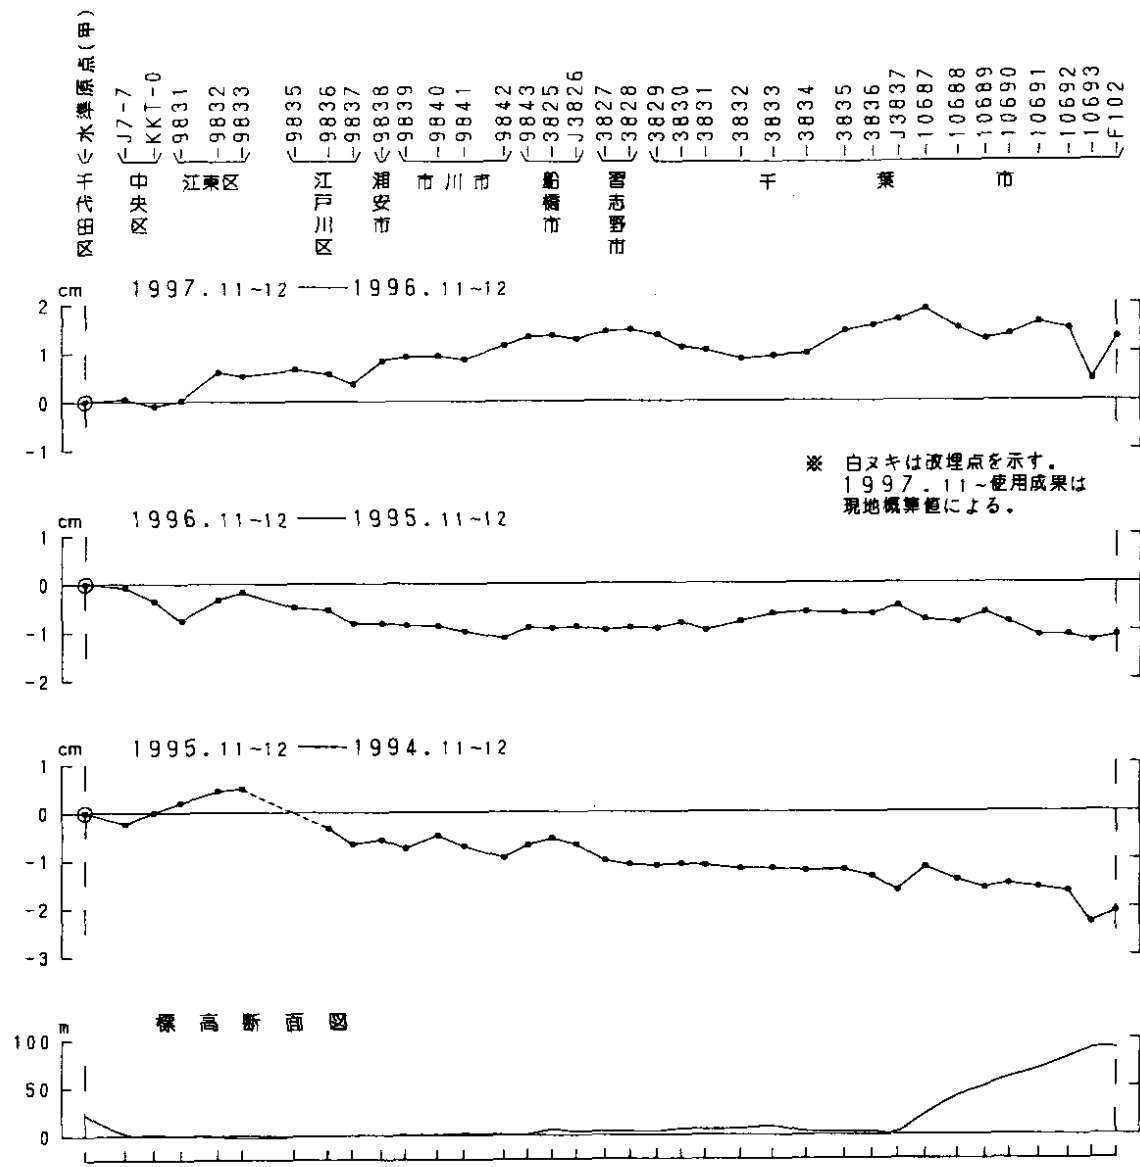 水準原点(甲)
J7-7
KKT-0
9831
9832
9833
9835
9836
9837
9838
9839
9840
9841
9842
9843
3825
J3826
3827
3828
3829
3830
3831
3832
3833
3834
3835
3836
J3837
10687
10688
10689
10690
10691
10692
10693
F102
千代田区
中央区
江東区
江戸川区
浦安市
市川市
船橋市
習志野市
千葉市
cm
1997.11~12 ── 1996.11~12
2
1
0
-1
※ 白ヌキは改埋点を示す。
1997.11~使用成果は
現地概算値による。
cm
1996.11~12 ── 1995.11~12
1
0
-1
-2
cm
1995.11~12 ── 1994.11~12
1
0
-1
-2
-3
標高断面図
m
100
50
0